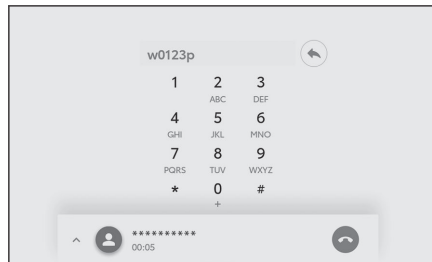 w0123p
1 2 3
ABC DEF
4 5 6
GHI JKL MNO
7 8 9
PQRS TUV WXYZ
* 0 #
+
**********
00:05